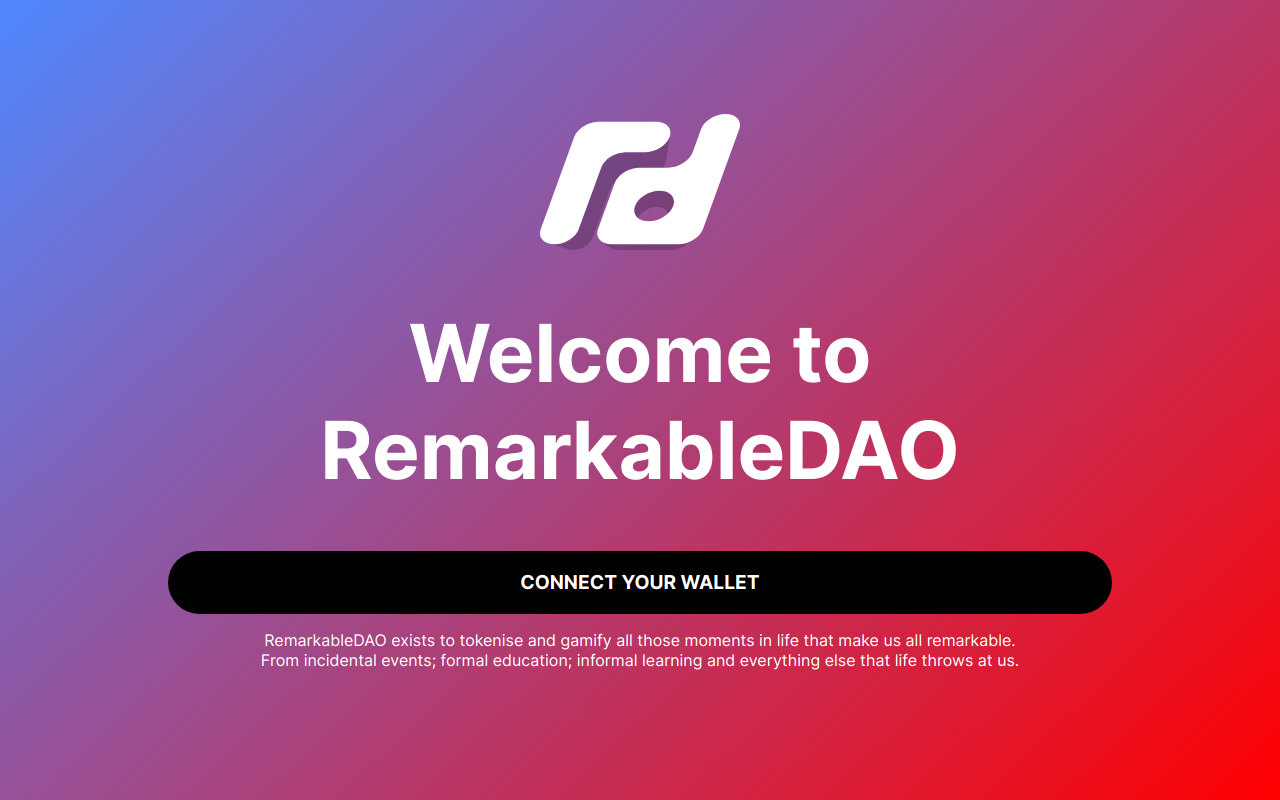 rd
Welcome to
RemarkableDAO
CONNECT YOUR WALLET
RemarkableDAO exists to tokenise and gamify all those moments in life that make us all remarkable.
From incidental events; formal education; informal learning and everything else that life throws at us.